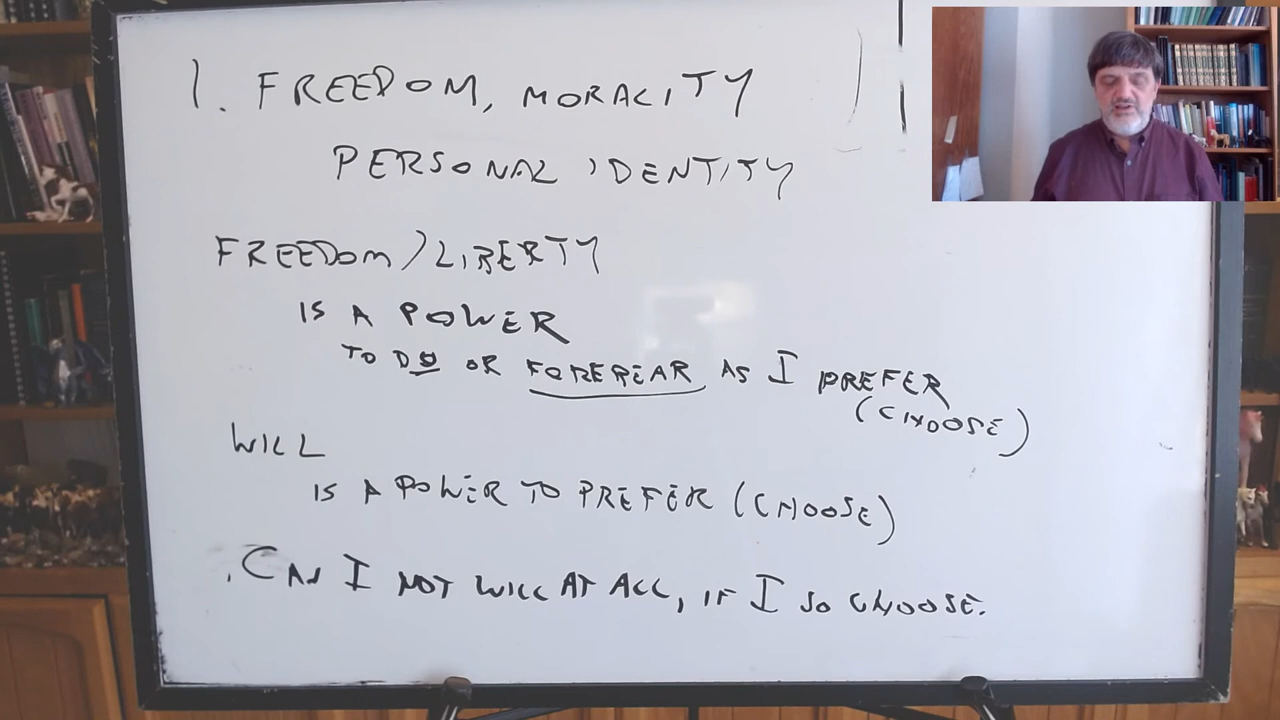 1. FREEDOM, MORALITY
PERSONAL IDENTITY
FREEDOM/LIBERTY
IS A POWER
TO DO OR FOREBEAR AS I PREFER
(CHOOSE)
WILL
IS A POWER TO PREFER (CHOOSE)
CAN I NOT WILL AT ALL, IF I SO CHOOSE.